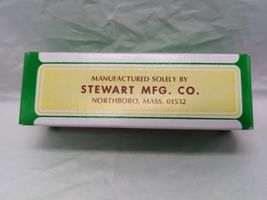 MANUFACTURED SOLELY BY
STEWART MFG. CO.
NORTHBORO, MASS. 01532